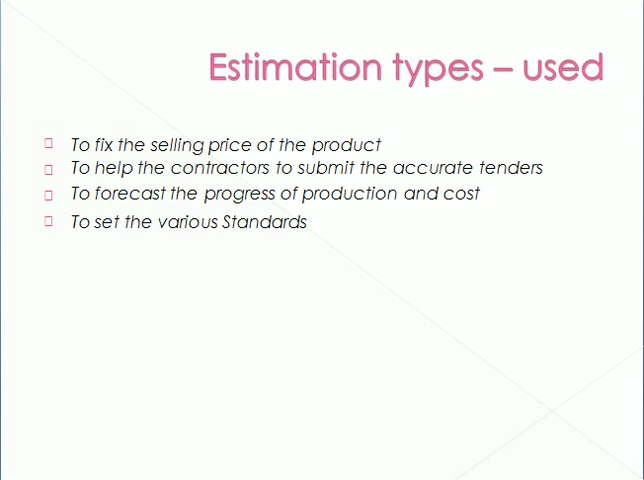 Estimation types – used
To fix the selling price of the product
To help the contractors to submit the accurate tenders
To forecast the progress of production and cost
To set the various Standards